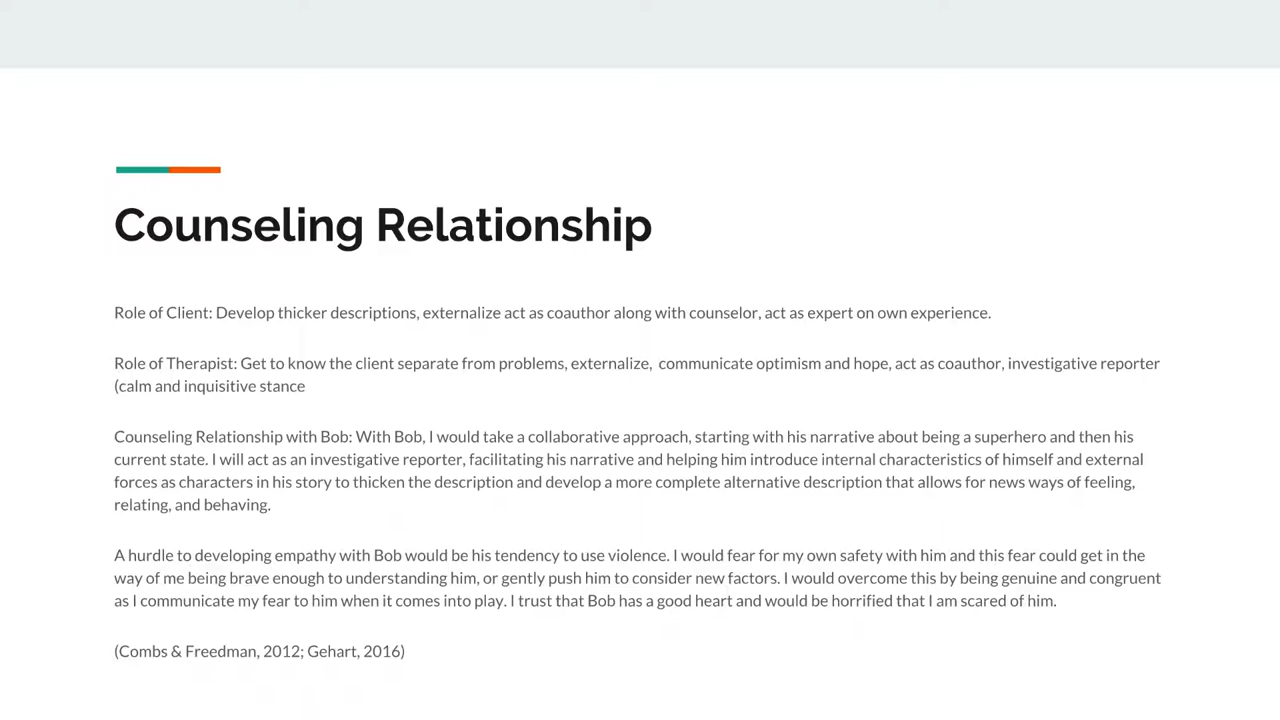 Counseling Relationship
Role of Client: Develop thicker descriptions, externalize act as coauthor along with counselor, act as expert on own experience.
Role of Therapist: Get to know the client separate from problems, externalize,  communicate optimism and hope, act as coauthor, investigative reporter
(calm and inquisitive stance
Counseling Relationship with Bob: With Bob, I would take a collaborative approach, starting with his narrative about being a superhero and then his
current state. I will act as an investigative reporter, facilitating his narrative and helping him introduce internal characteristics of himself and external
forces as characters in his story to thicken the description and develop a more complete alternative description that allows for news ways of feeling,
relating, and behaving.
A hurdle to developing empathy with Bob would be his tendency to use violence. I would fear for my own safety with him and this fear could get in the
way of me being brave enough to understanding him, or gently push him to consider new factors. I would overcome this by being genuine and congruent
as I communicate my fear to him when it comes into play. I trust that Bob has a good heart and would be horrified that I am scared of him.
(Combs & Freedman, 2012; Gehart, 2016)